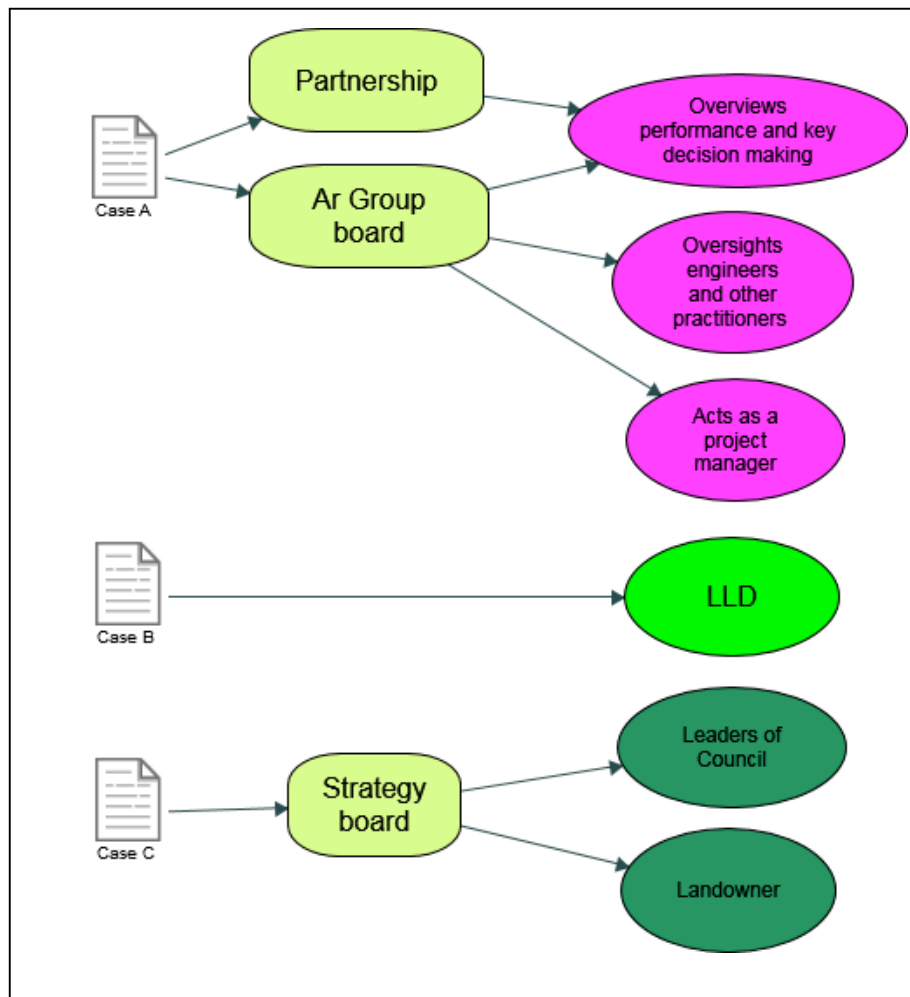 Partnership
Overviews
performance and key
decision making
Case A
Ar Group
board
Oversights
engineers
and other
practitioners
Acts as a
project
manager
Case B
LLD
Leaders of
Council
Strategy
board
Case C
Landowner